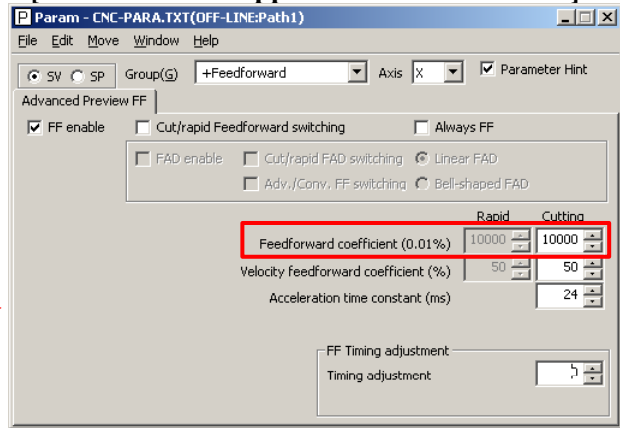 Param - CNC-PARA.TXT(OFF-LINE:Path1)
File Edit Move Window Help
SV SP Group(G) +Feedforward Axis X Parameter Hint
Advanced Preview FF
FF enable Cut/rapid Feedforward switching Always FF
FAD enable Cut/rapid FAD switching Linear FAD
Adv./Conv. FF switching Bell-shaped FAD
Rapid Cutting
Feedforward coefficient (0.01%) 10000 10000
Velocity feedforward coefficient (%) 50 50
Acceleration time constant (ms) 24
FF Timing adjustment
Timing adjustment